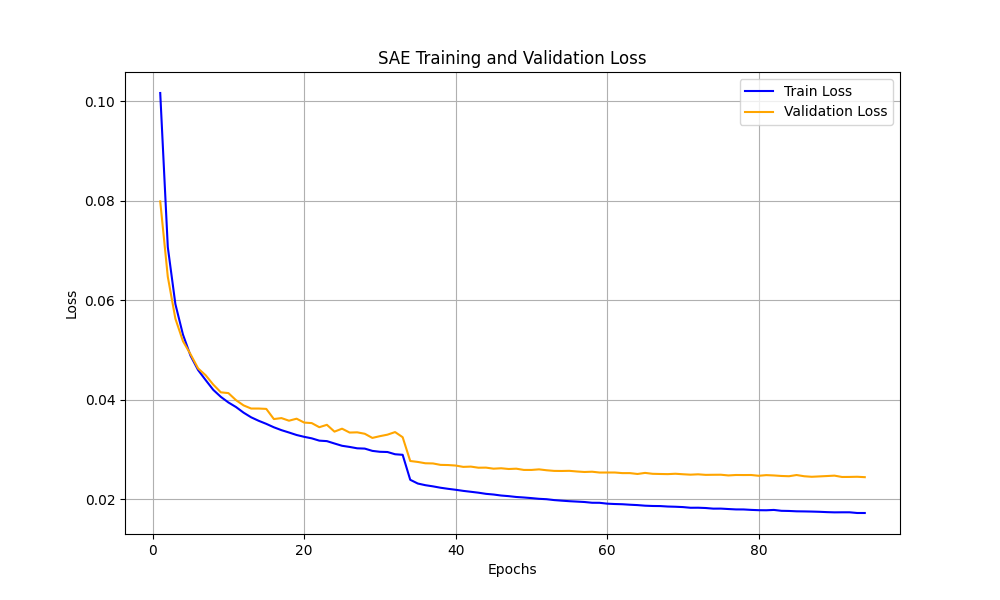 SAE Training and Validation Loss
Train Loss
Validation Loss
0.10
0.08
0.06
0.04
0.02
Loss
0
20
40
60
80
Epochs